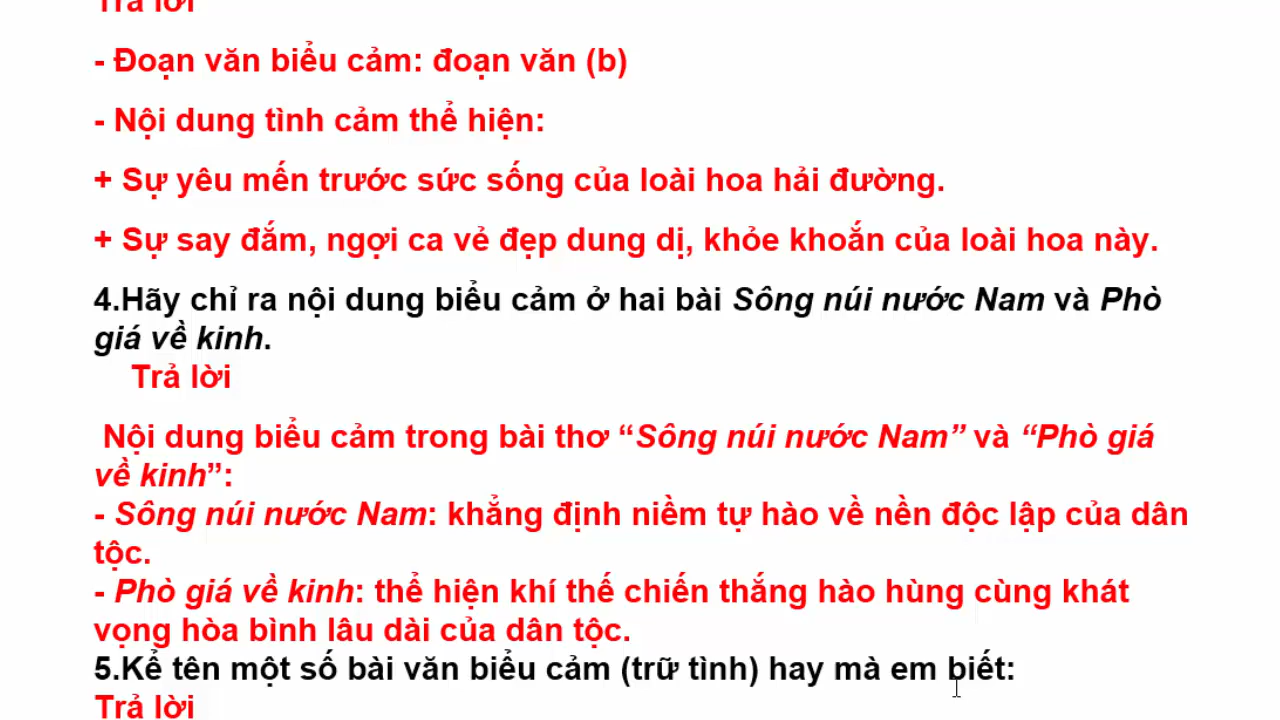 Trả lời
- Đoạn văn biểu cảm: đoạn văn (b)
- Nội dung tình cảm thể hiện:
+ Sự yêu mến trước sức sống của loài hoa hải đường.
+ Sự say đắm, ngợi ca vẻ đẹp dung dị, khỏe khoắn của loài hoa này.
4.Hãy chỉ ra nội dung biểu cảm ở hai bài Sông núi nước Nam và Phò
giá về kinh.
Trả lời
Nội dung biểu cảm trong bài thơ “Sông núi nước Nam” và “Phò giá
về kinh”:
- Sông núi nước Nam: khẳng định niềm tự hào về nền độc lập của dân
tộc.
- Phò giá về kinh: thể hiện khí thế chiến thắng hào hùng cùng khát
vọng hòa bình lâu dài của dân tộc.
5.Kể tên một số bài văn biểu cảm (trữ tình) hay mà em biết:
Trả lời